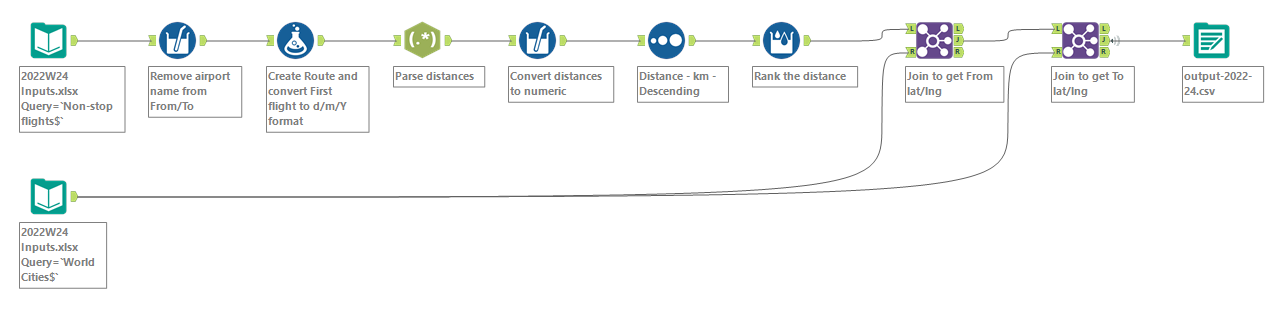 (.*)
L
R
L
J
R
L
R
L
J
R
2022W24
Inputs.xlsx
Query=`Non-stop
flights$`
Remove airport
name from
From/To
Create Route and
convert First
flight to d/m/Y
format
Parse distances
Convert distances
to numeric
Distance - km -
Descending
Rank the distance
Join to get From
lat/lng
Join to get To
lat/lng
output-2022-
24.csv
2022W24
Inputs.xlsx
Query=`World
Cities$`